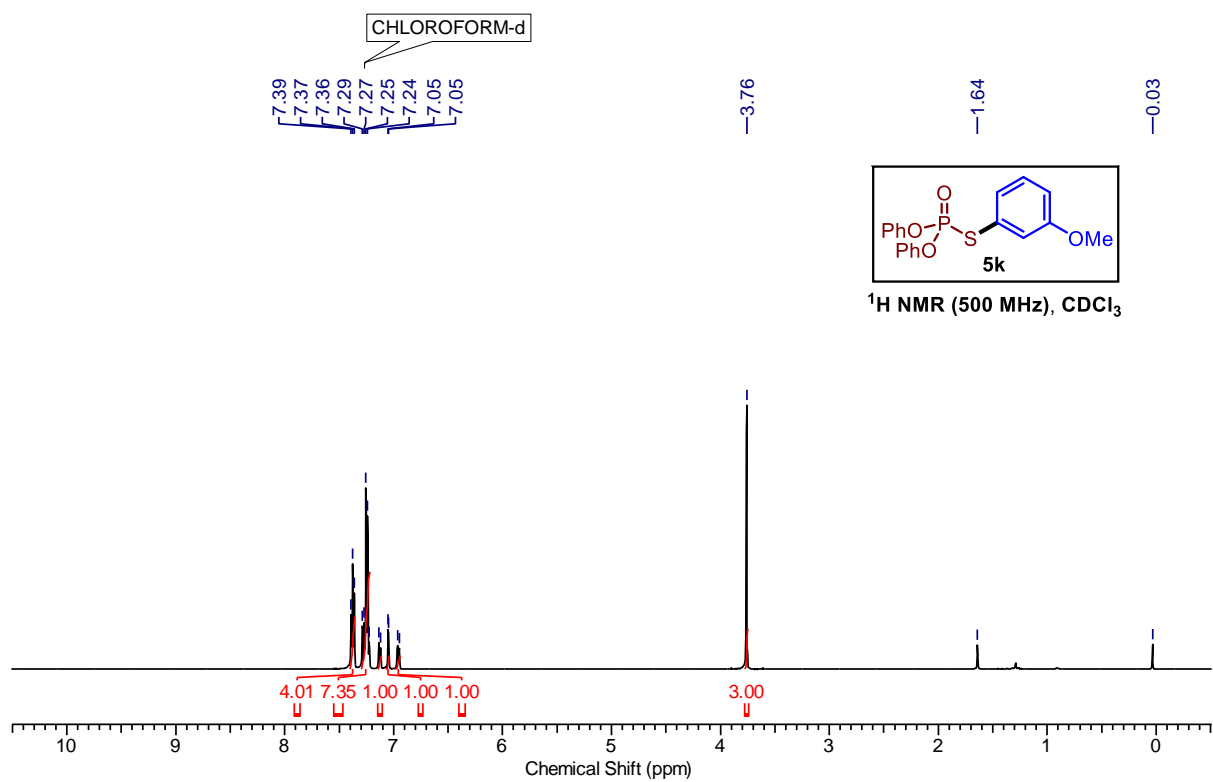 CHLOROFORM-d
7.39
7.37
7.36
7.29
7.27
7.25
7.24
7.05
7.05
3.76
1.64
0.03
O
PhO
P
S
PhO
OMe
5k
¹H NMR (500 MHz), CDCl₃
4.01 7.35 1.00 1.00 1.00 3.00
10 9 8 7 6 5 4 3 2 1 0
Chemical Shift (ppm)